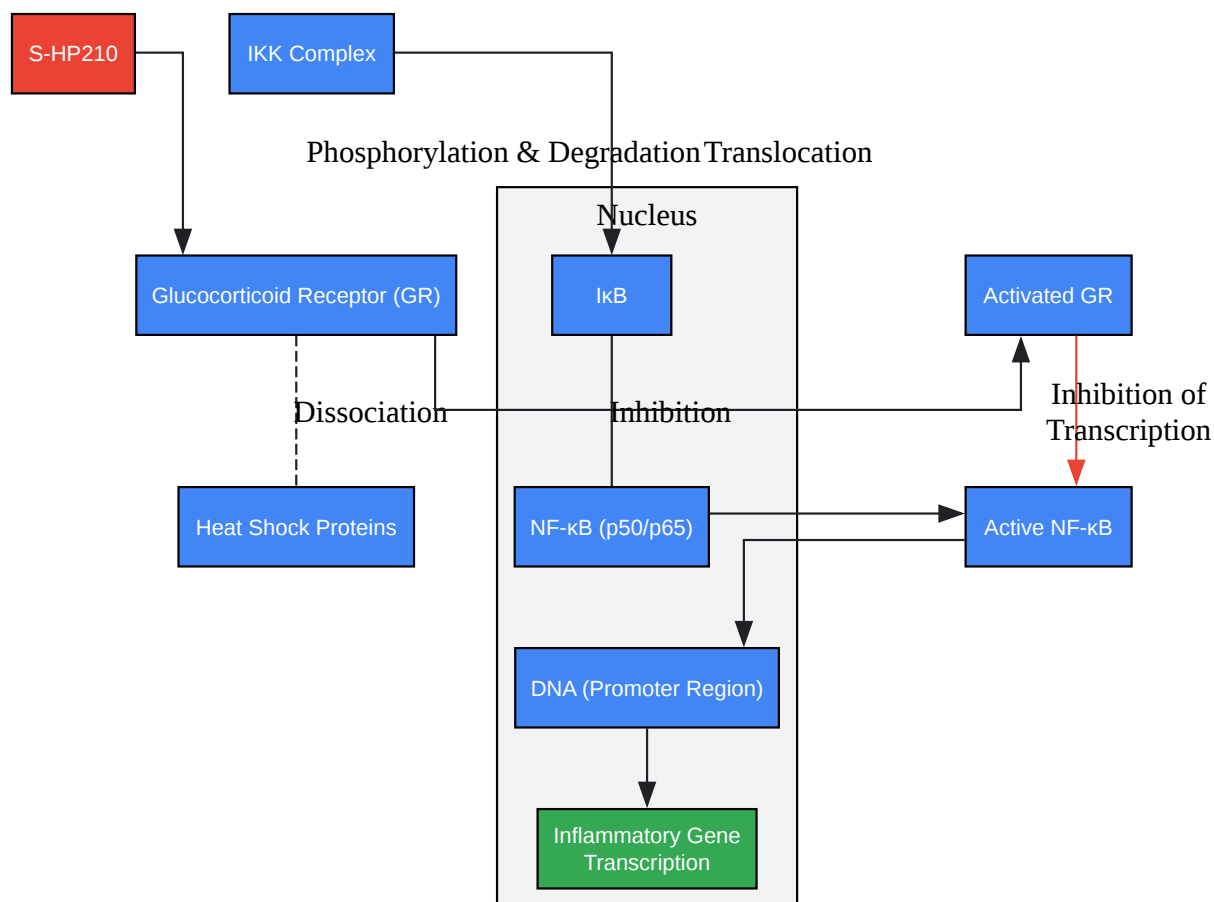 S-HP210
IKK Complex
Phosphorylation & Degradation
Translocation
Nucleus
Glucocorticoid Receptor (GR)
IκB
Activated GR
Dissociation
Inhibition
Inhibition of
Transcription
Heat Shock Proteins
NF-κB (p50/p65)
Active NF-κB
DNA (Promoter Region)
Inflammatory Gene
Transcription